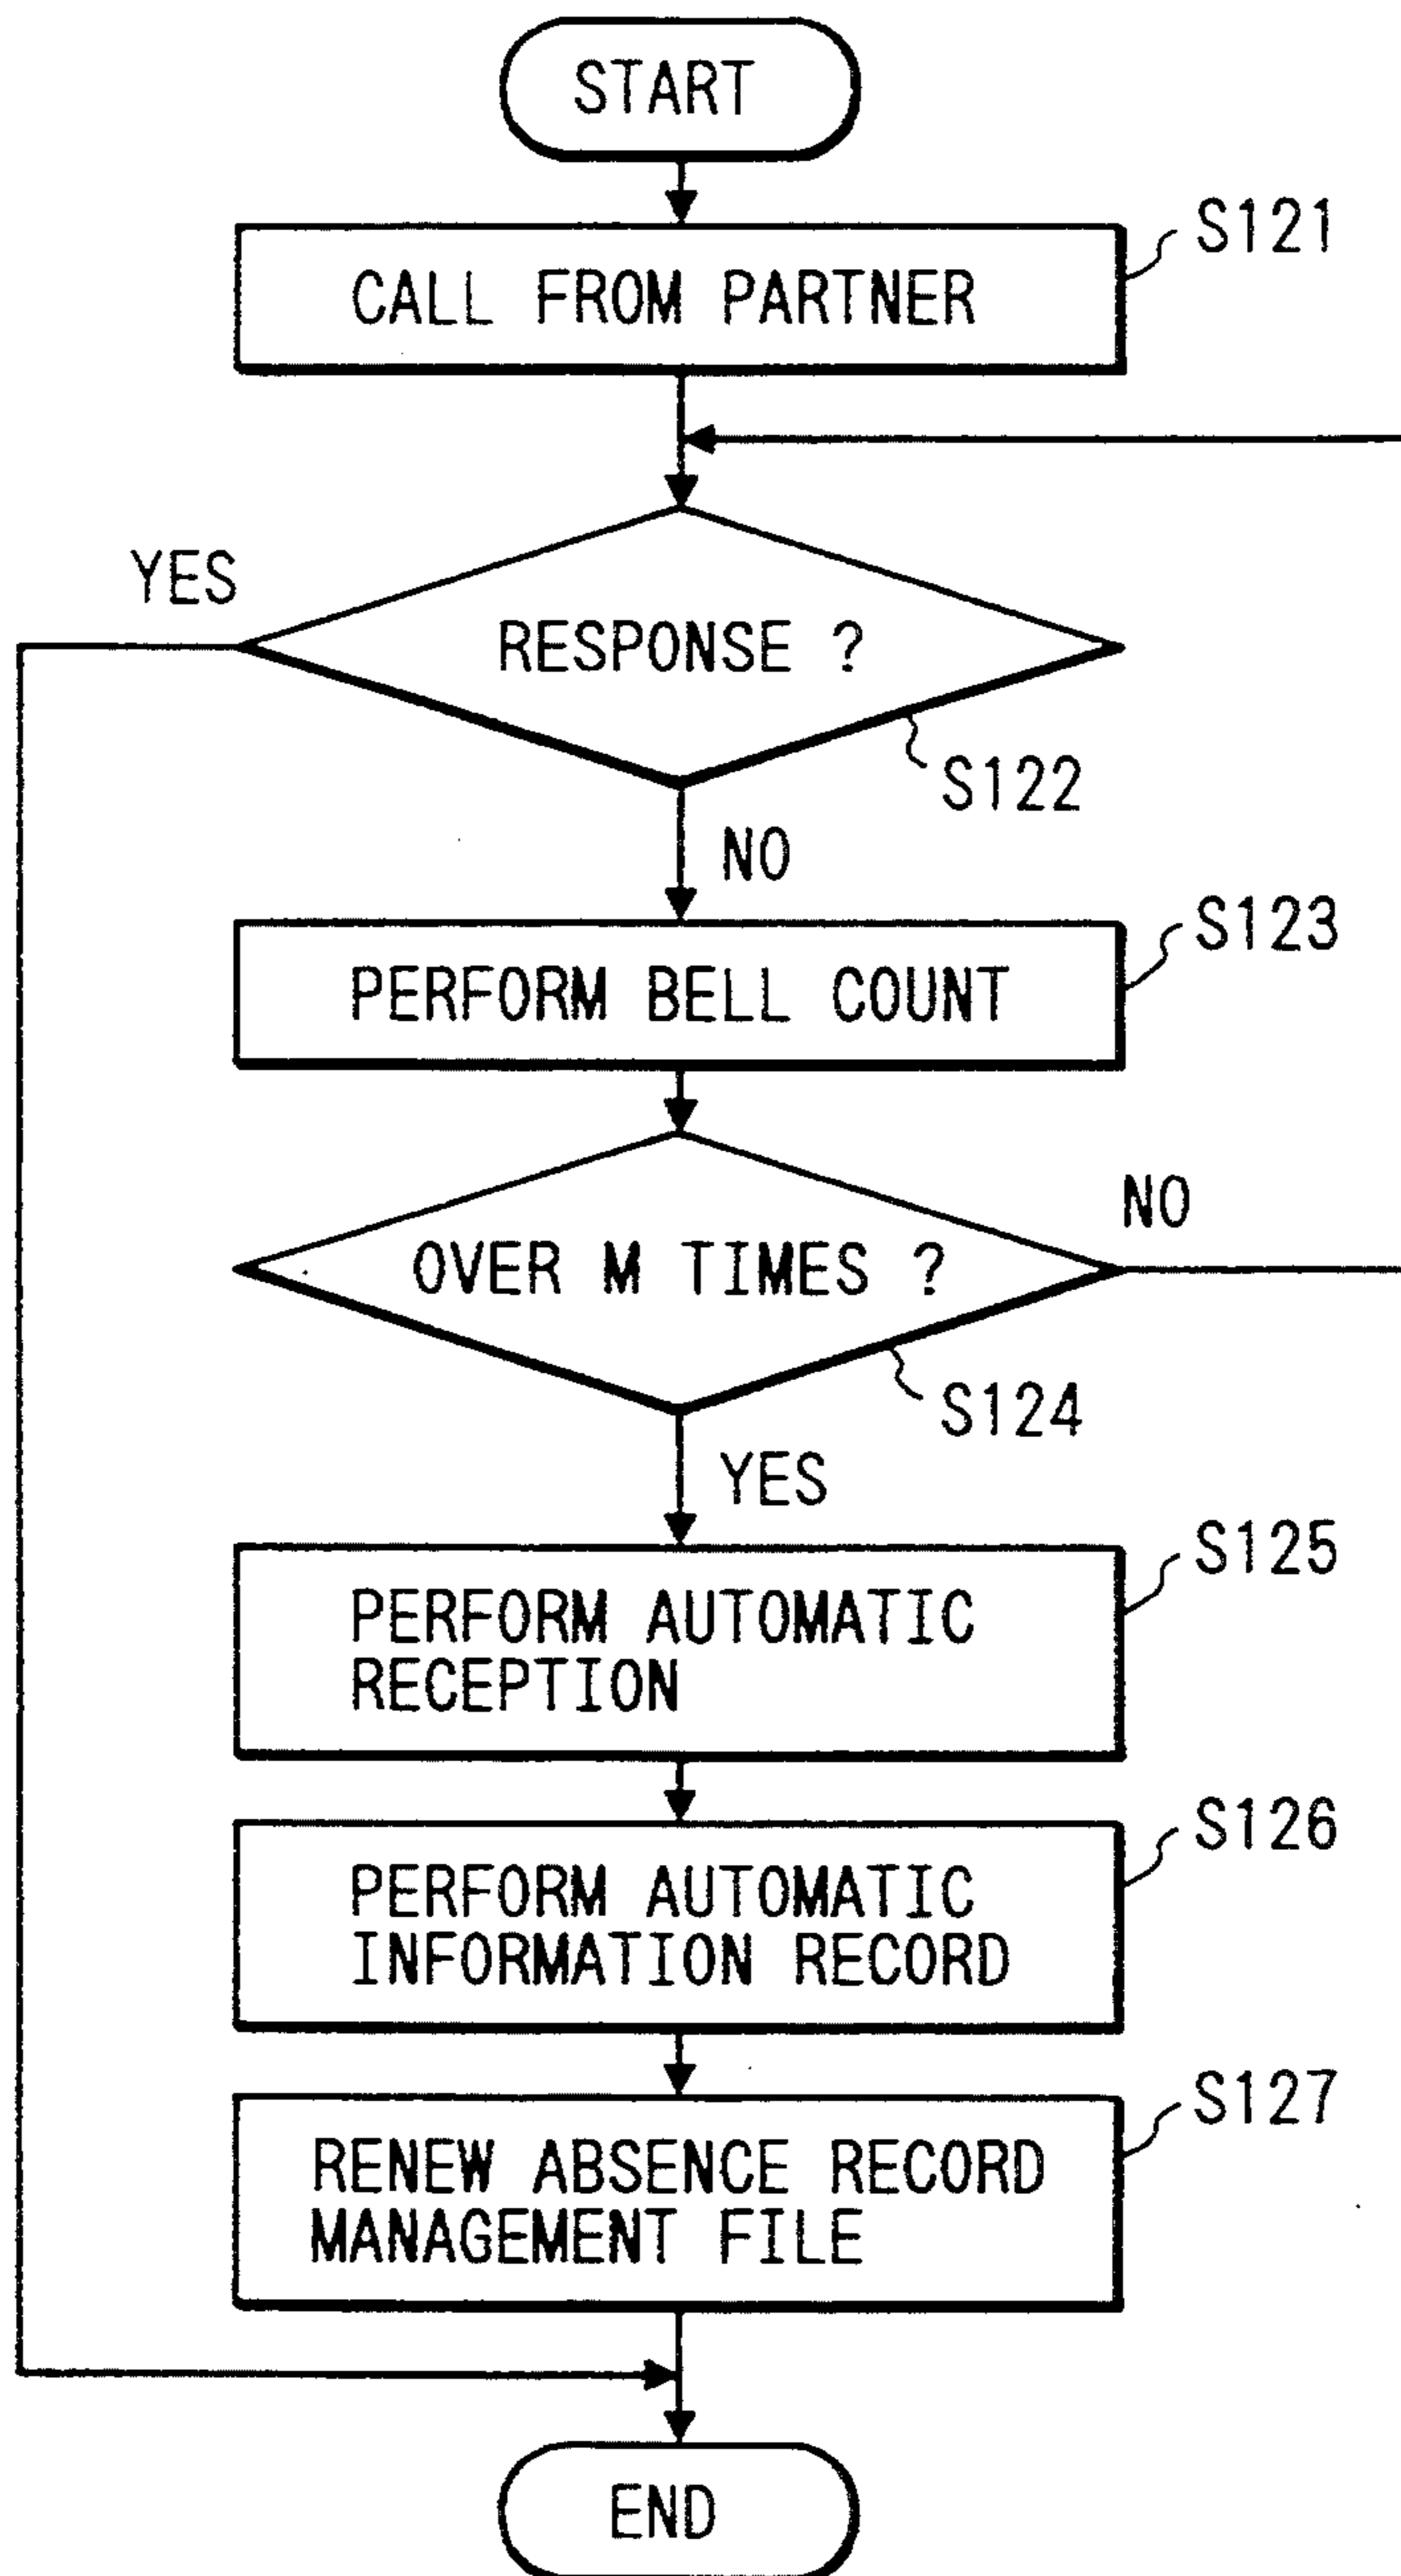 START
S121
CALL FROM PARTNER
YES
RESPONSE ?
S122
NO
S123
PERFORM BELL COUNT
NO
OVER M TIMES ?
S124
YES
S125
PERFORM AUTOMATIC
RECEPTION
S126
PERFORM AUTOMATIC
INFORMATION RECORD
S127
RENEW ABSENCE RECORD
MANAGEMENT FILE
END